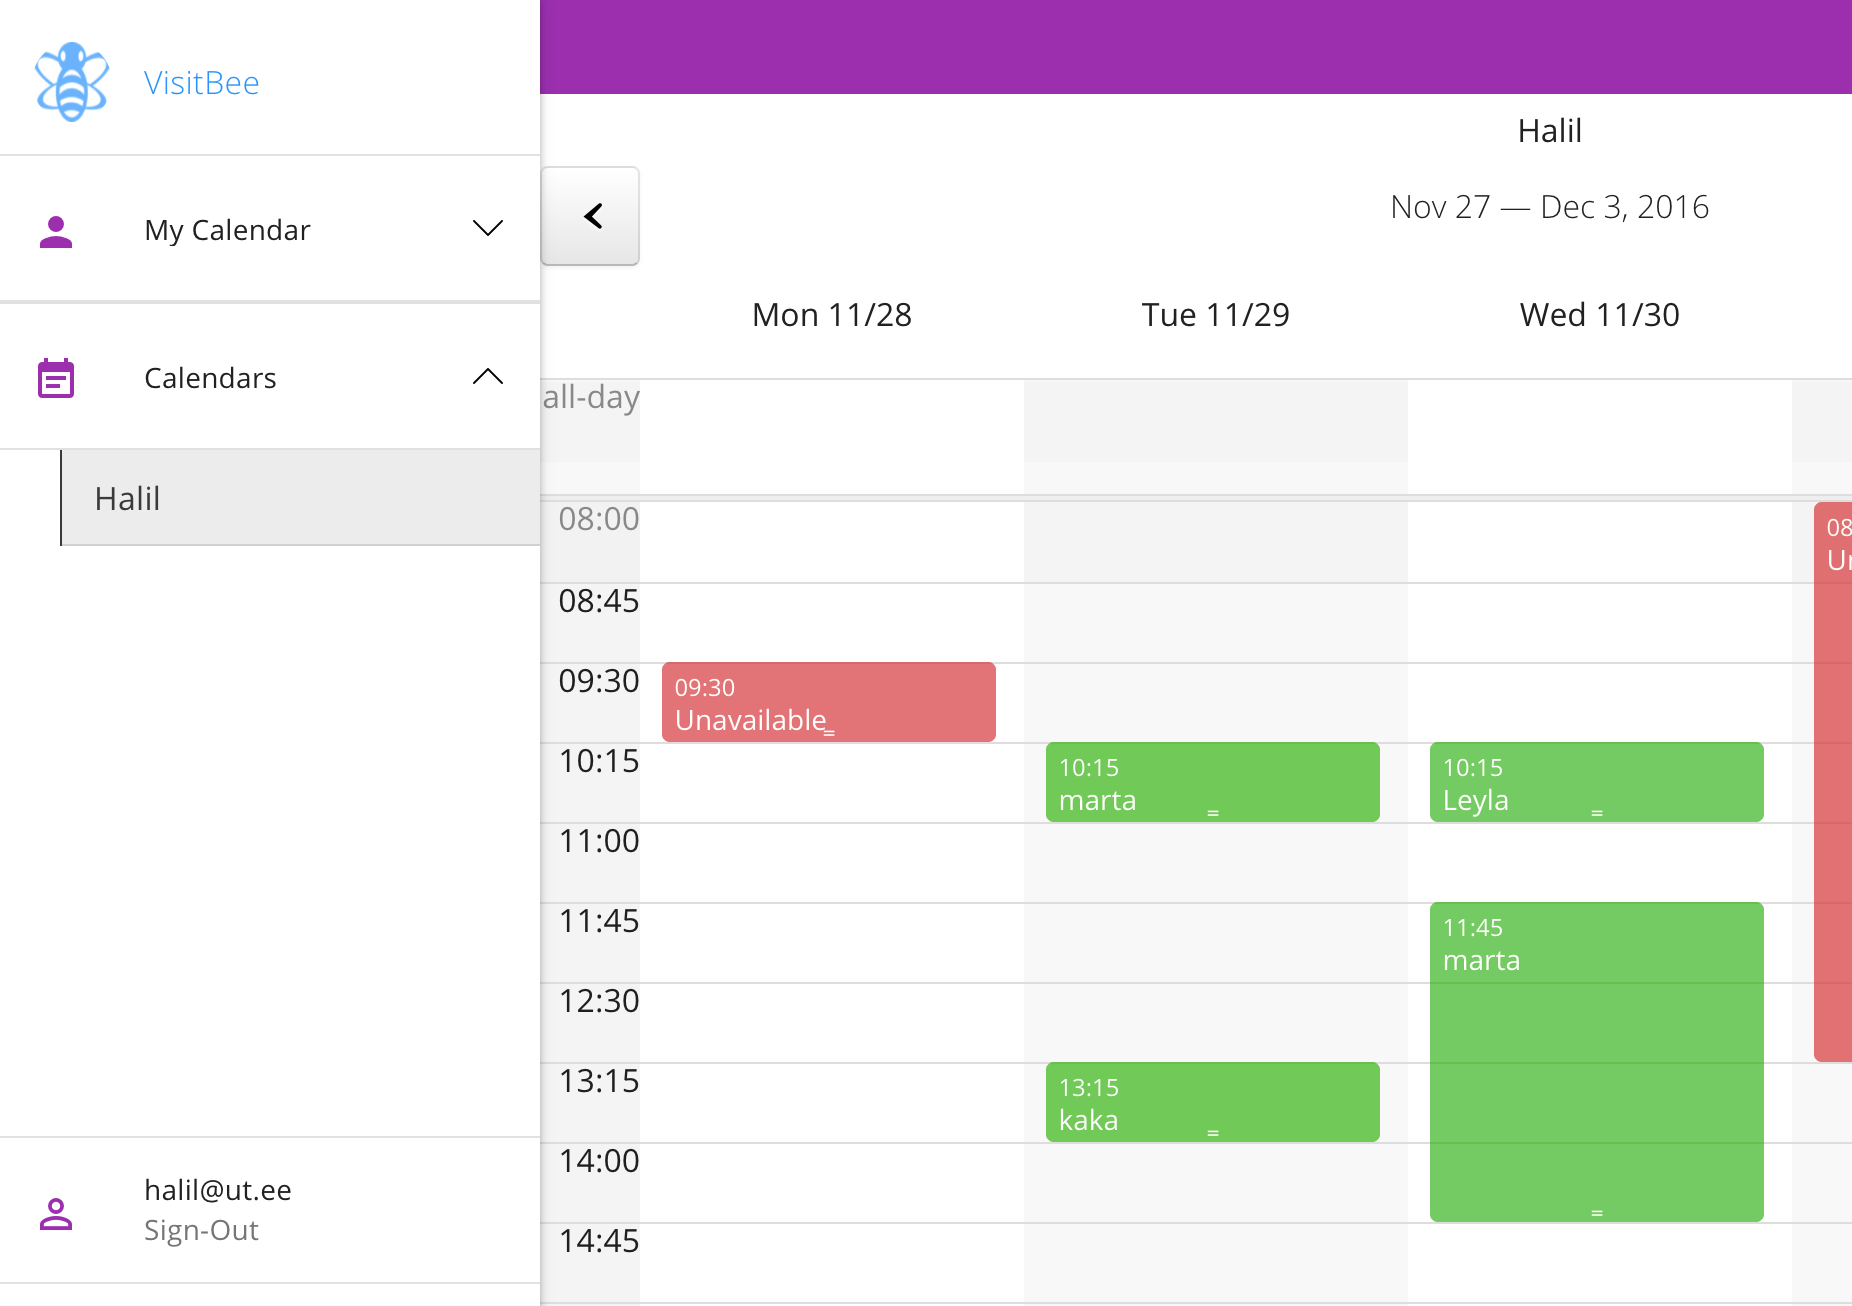 VisitBee
My Calendar
Calendars
Halil
halil@ut.ee
Sign-Out
Halil
Nov 27 — Dec 3, 2016
Mon 11/28
Tue 11/29
Wed 11/30
all-day
08:00
08:45
09:30
10:15
11:00
11:45
12:30
13:15
14:00
14:45
09:30
Unavailable
10:15
marta
13:15
kaka
10:15
Leyla
11:45
marta